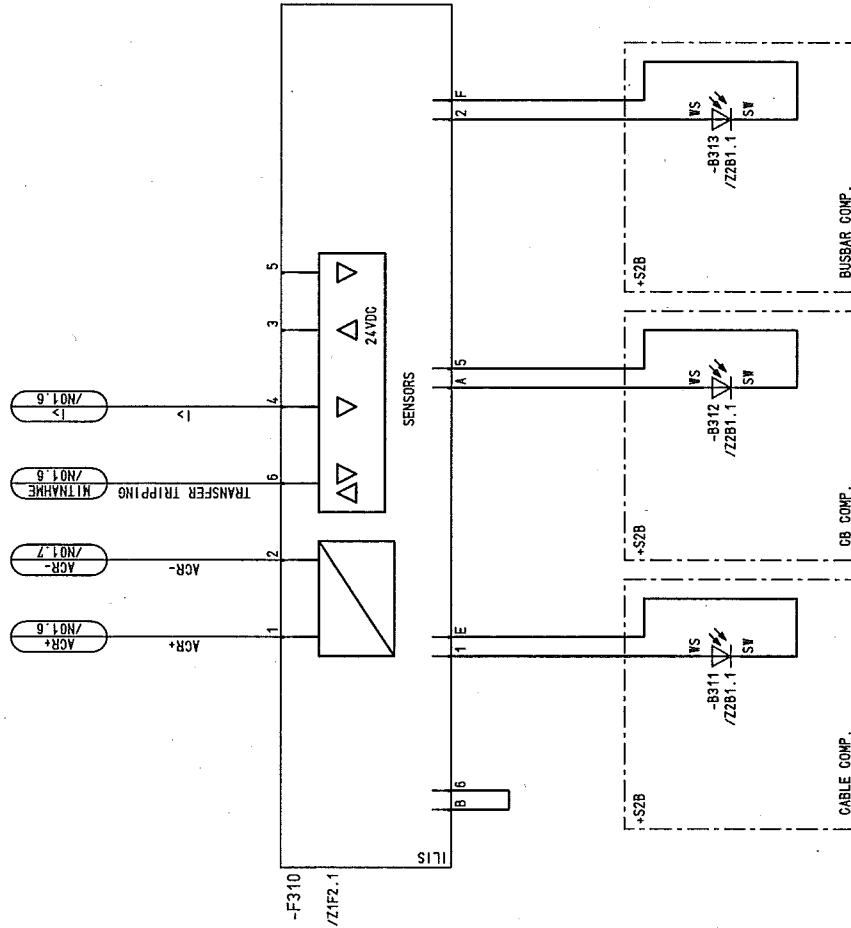 ACR+
/N01.6
ACR-
/N01.7
MITNAHME
/N01.6
I>
/N01.6
ACR+
ACR-
TRANSFER TRIPPING
I>
1
2
6
4
3
5
-F310
/Z1F2.1
24VDC
SENSORS
ILIS
B
6
1
E
A
5
2
F
+S2B
WS
-B311
/Z2B1.1
SW
CABLE COMP.
+S2B
WS
-B312
/Z2B1.1
SW
CB COMP.
+S2B
WS
-B313
/Z2B1.1
SW
BUSBAR COMP.